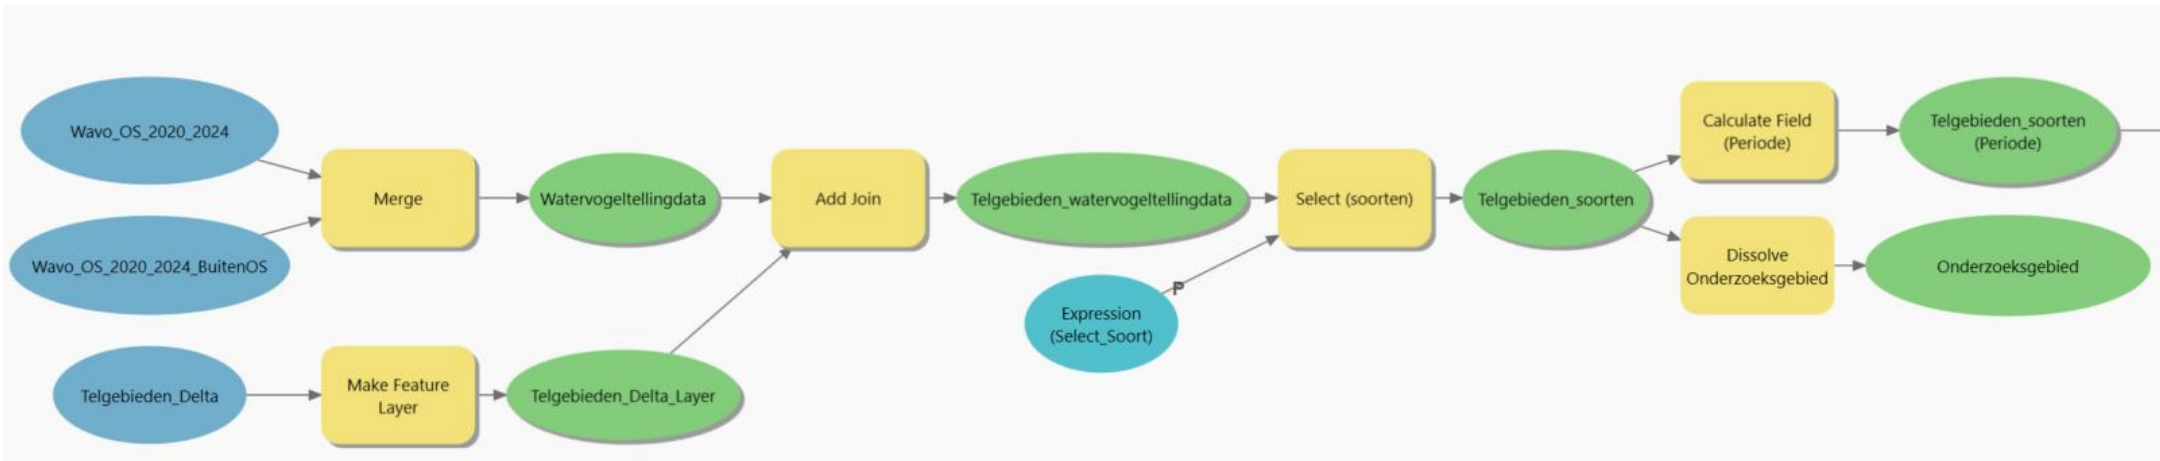 Wavo_OS_2020_2024
Wavo_OS_2020_2024_BuitenOS
Merge
Watervogeltellingdata
Telgebieden_Delta
Make Feature
Layer
Telgebieden_Delta_Layer
Add Join
Telgebieden_watervogeltellingdata
Expression
(Select_Soort)
P
Select (soorten)
Telgebieden_soorten
Calculate Field
(Periode)
Telgebieden_soorten
(Periode)
Dissolve
Onderzoeksgebied
Onderzoeksgebied